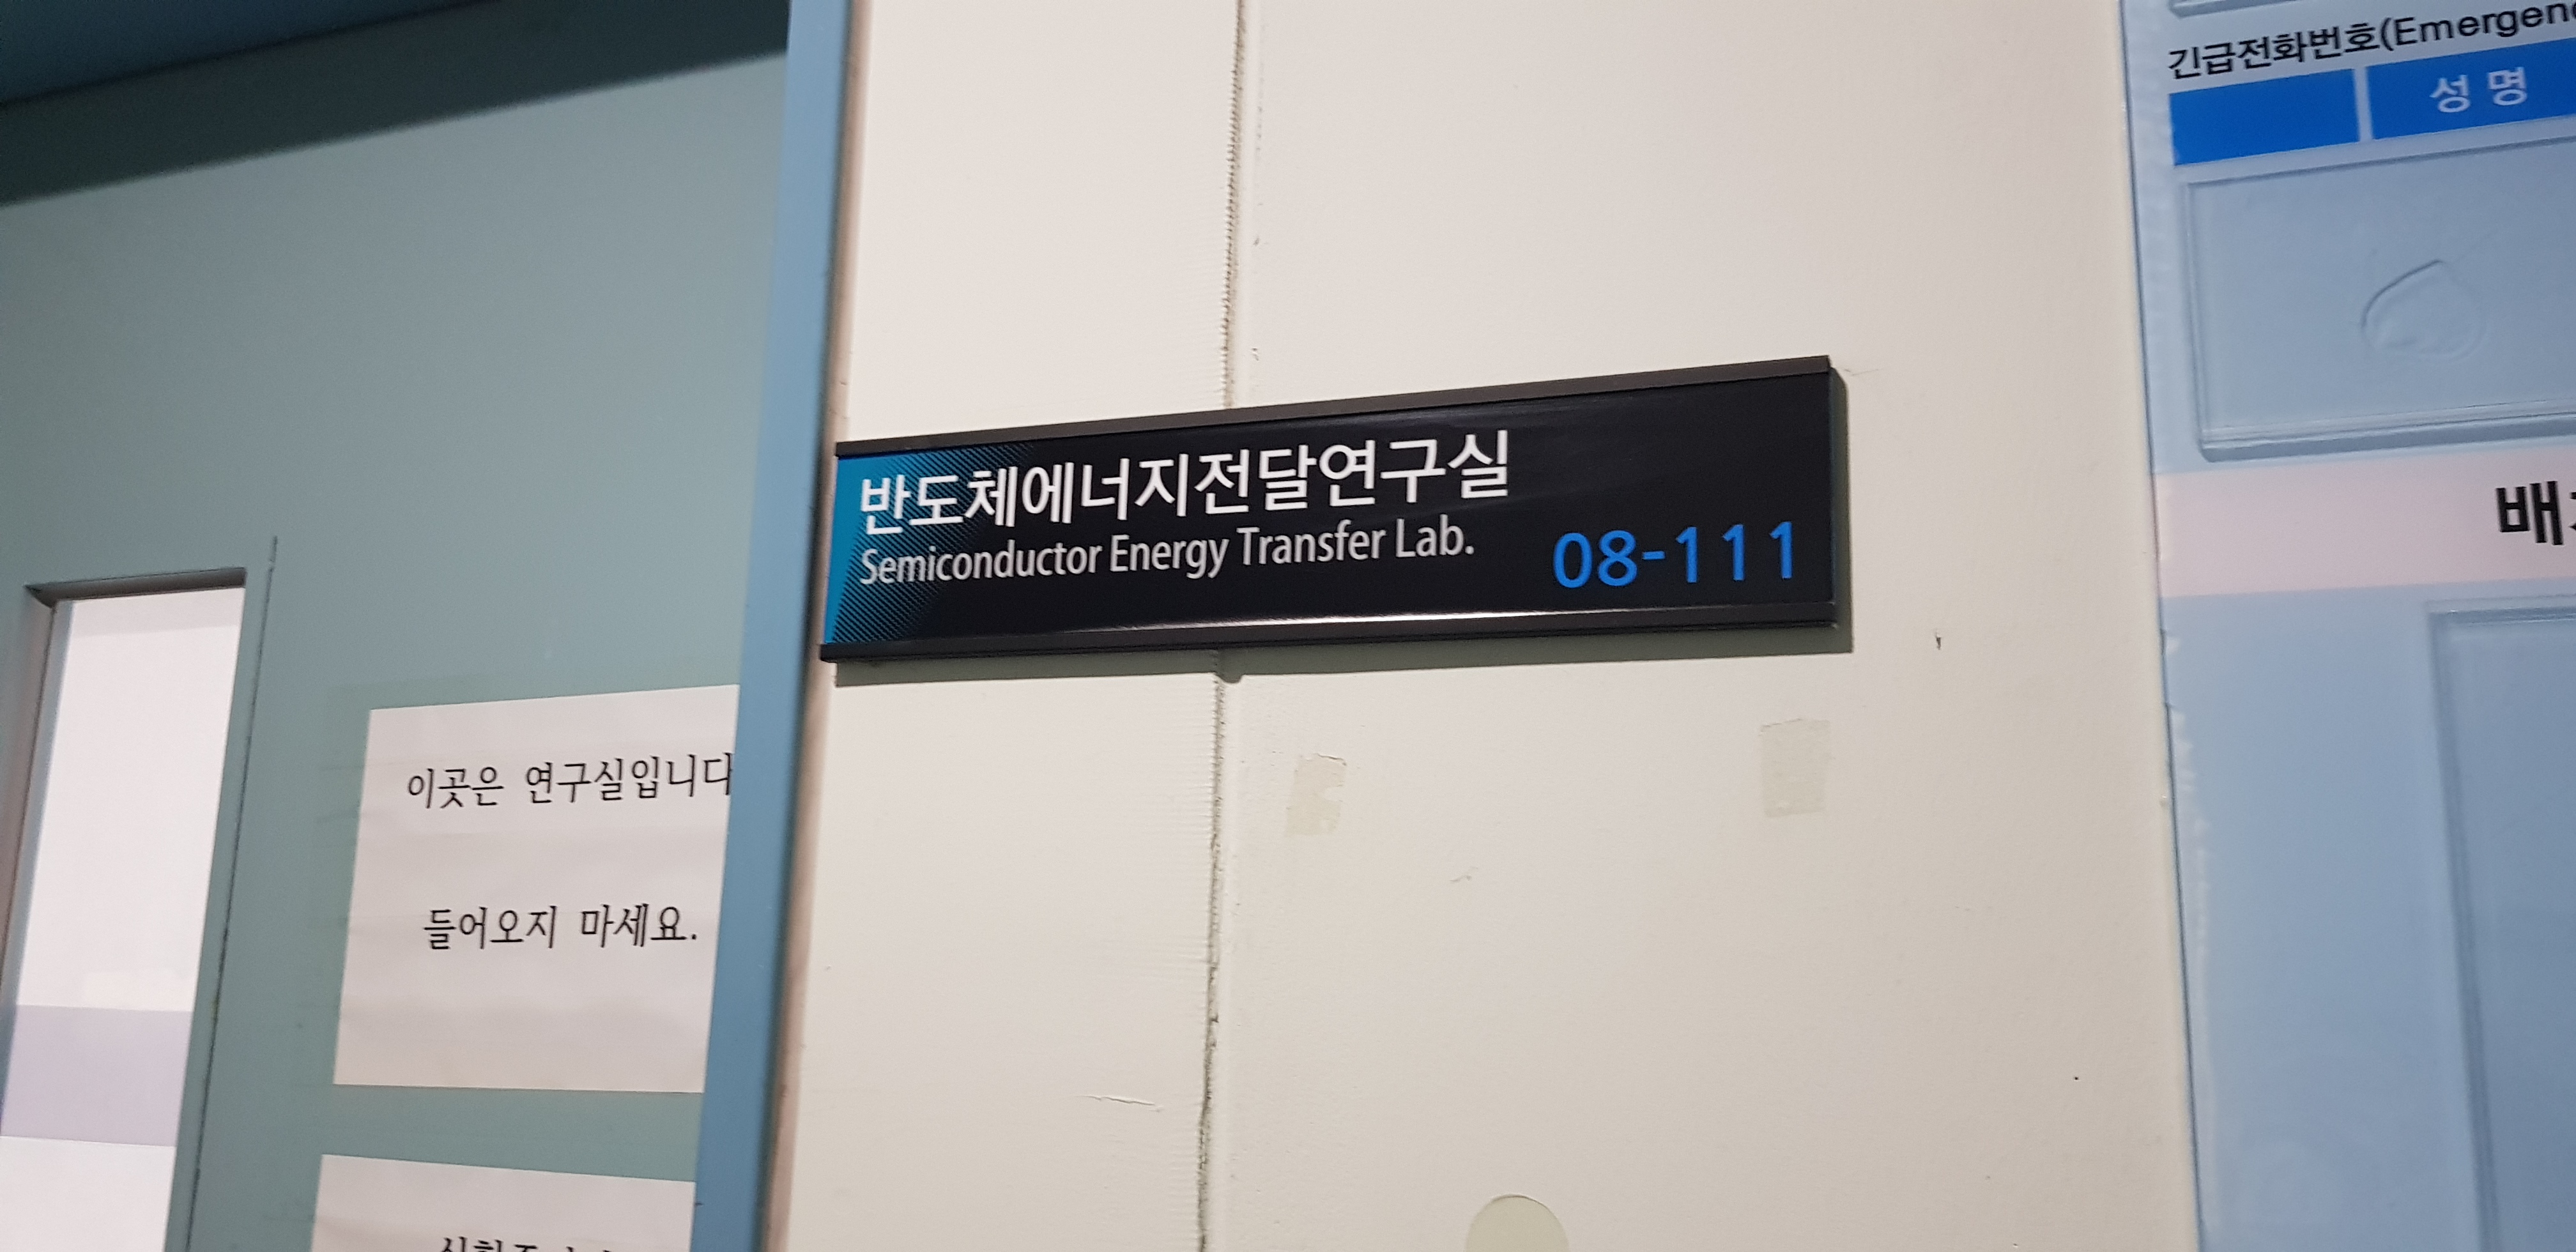 긴급전화번호(Emergen
성 명
반도체에너지전달연구실
Semiconductor Energy Transfer Lab.
08-111
이곳은 연구실입니다
들어오지 마세요.